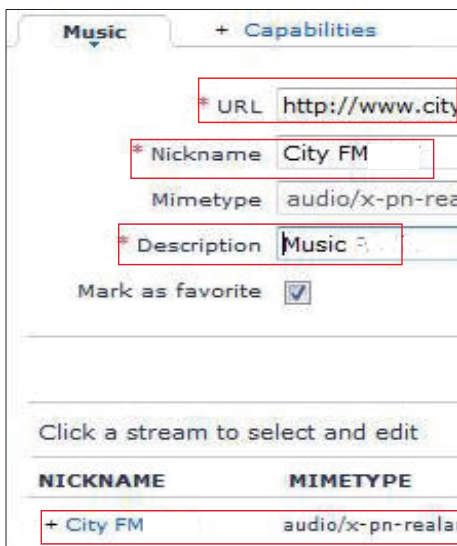 Music + Capabilities
* URL http://www.city
* Nickname City FM
Mimetype audio/x-pn-rea
* Description Music
Mark as favorite
Click a stream to select and edit
NICKNAME MIMETYPE
+ City FM audio/x-pn-realau